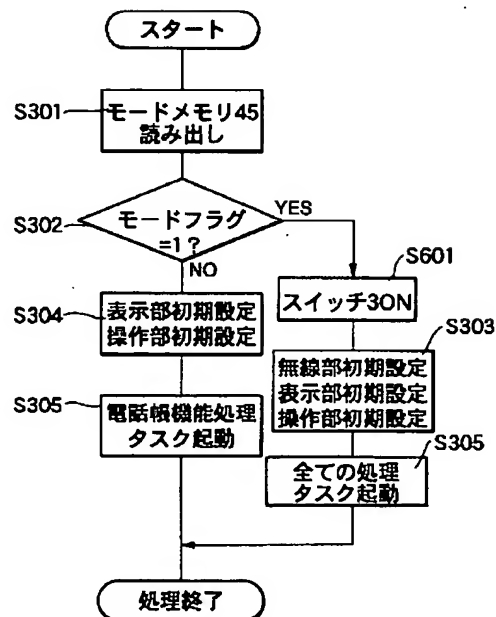 スタート
S301
モードメモリ45
読み出し
S302
モードフラグ
=1?
YES
NO
S601
スイッチ3ON
S304
表示部初期設定
操作部初期設定
S303
無線部初期設定
表示部初期設定
操作部初期設定
S305
電話帳機能処理
タスク起動
S305
全ての処理
タスク起動
処理終了